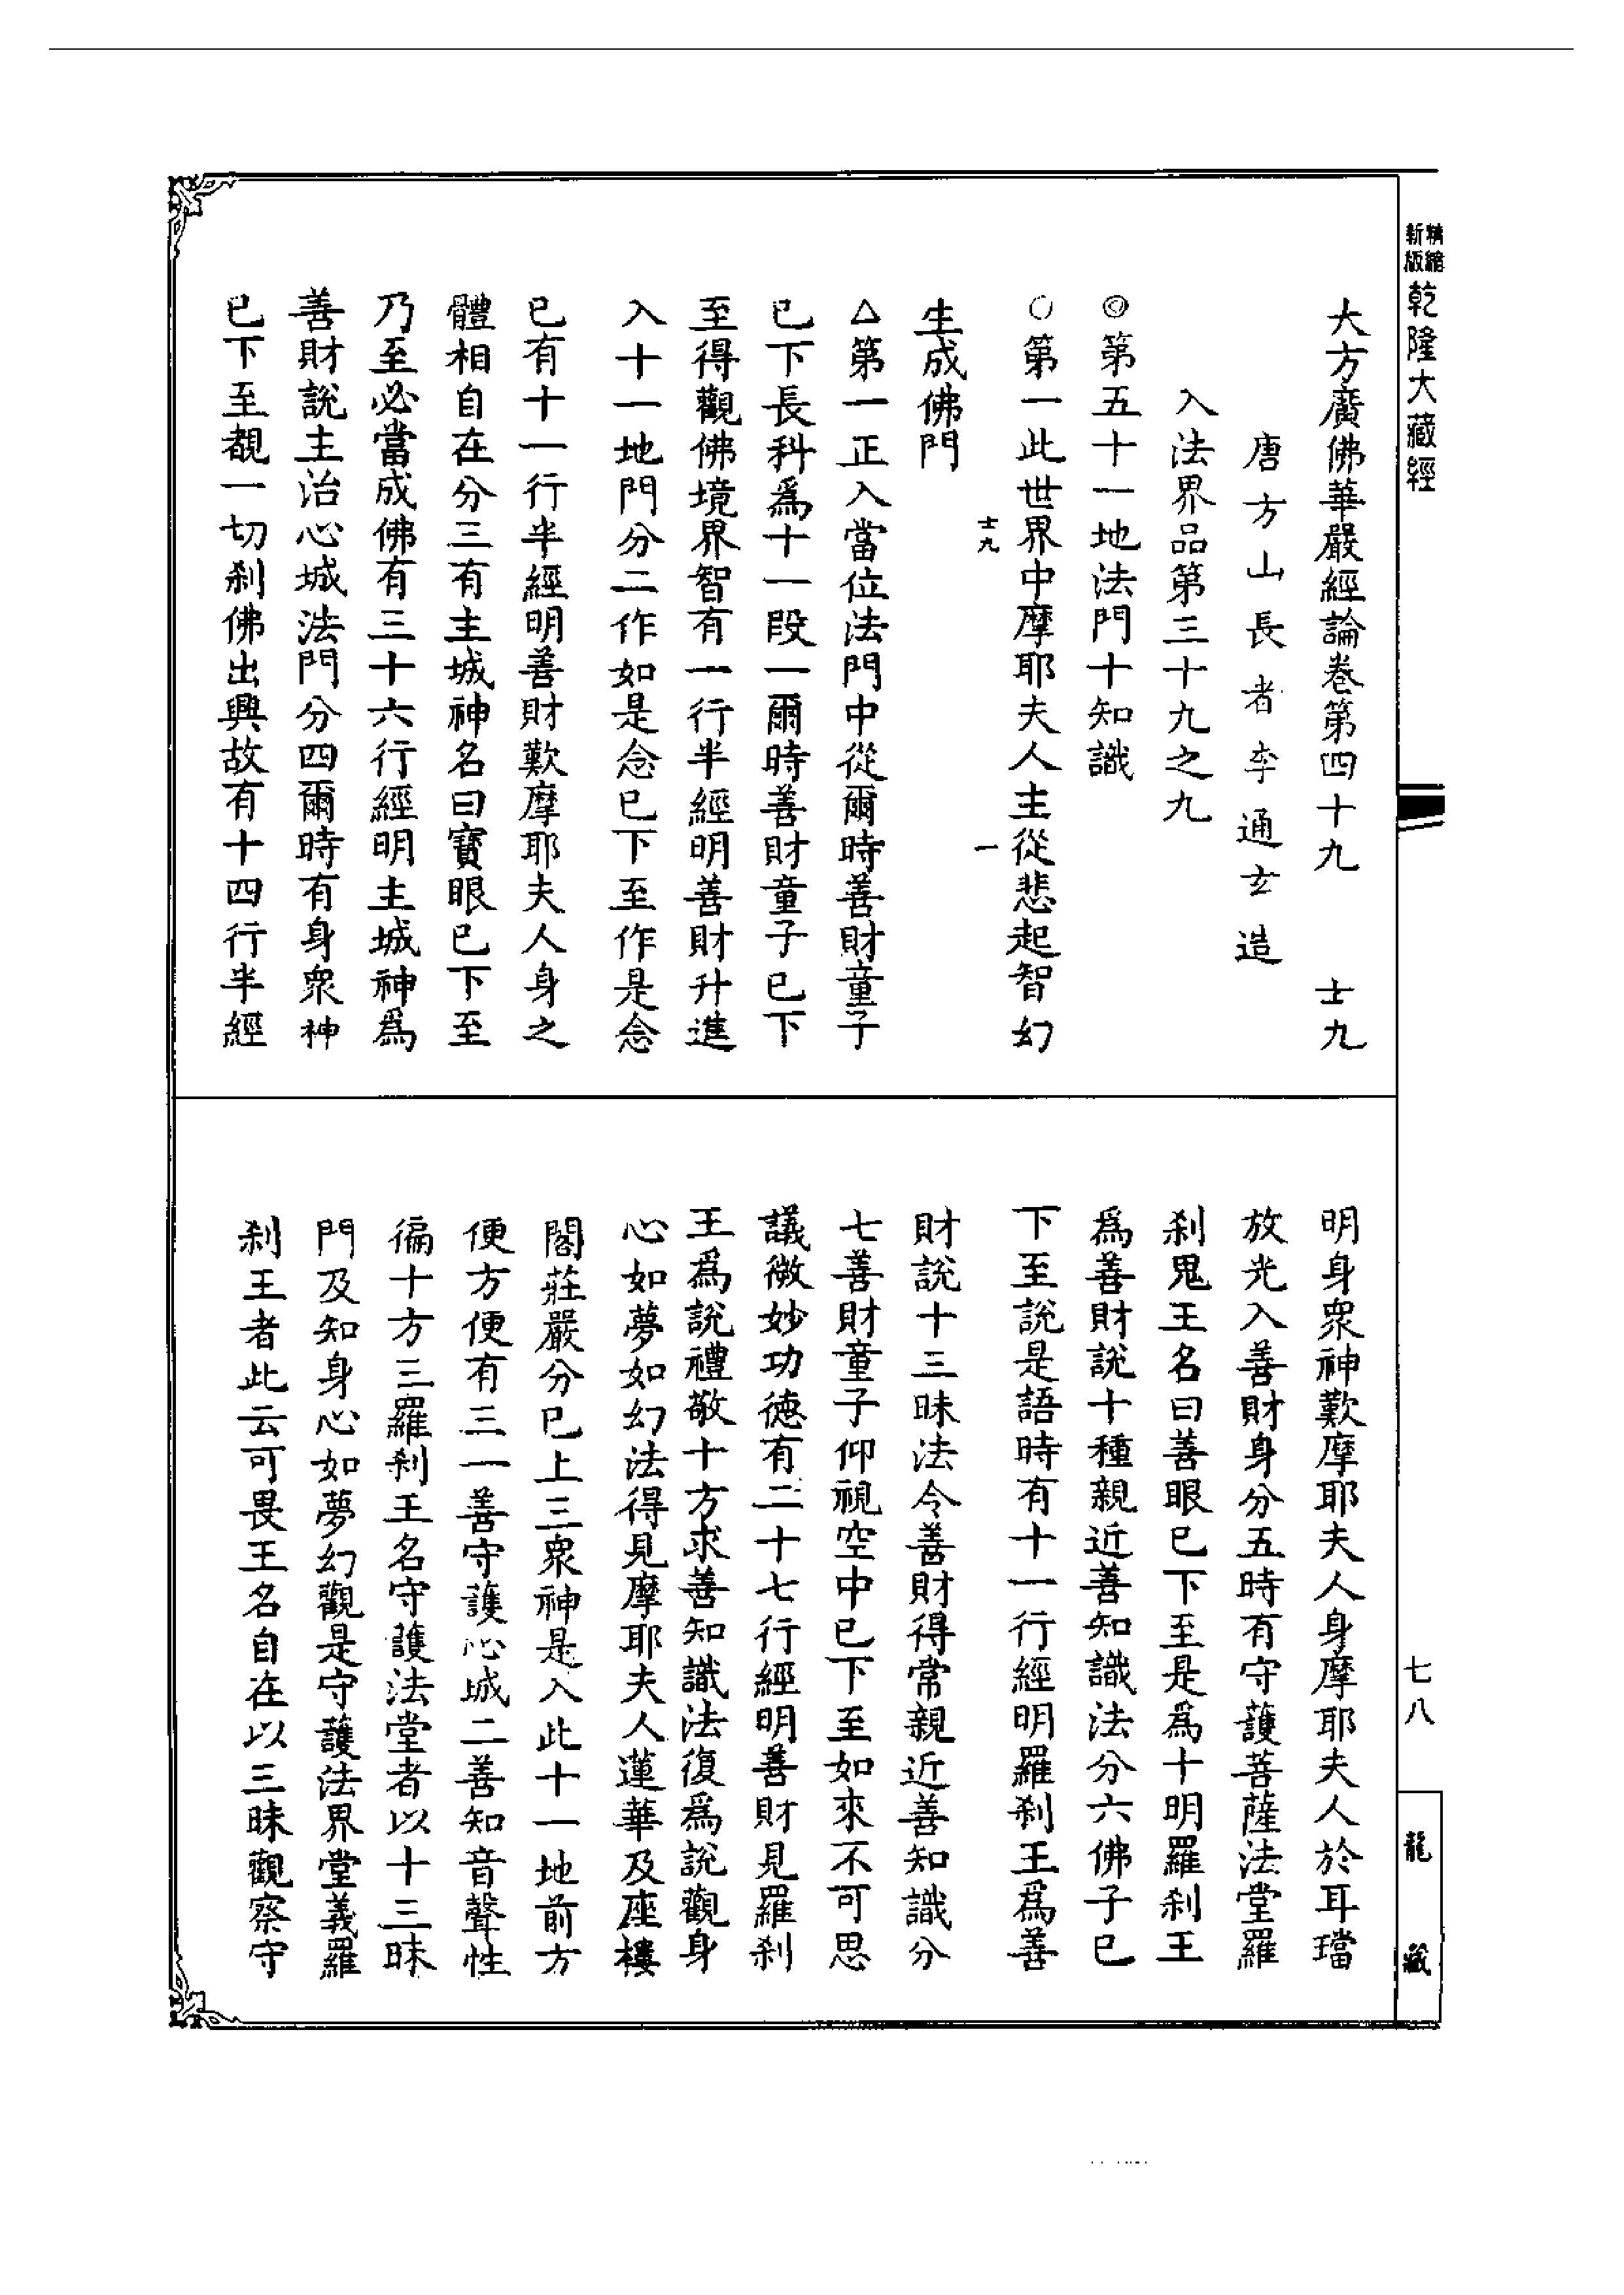 精縮新版 乾隆大藏經
大方廣佛華嚴經論卷第四十九 士九
唐方山長者李通玄造
入法界品第三十九之九
◎第五十一地法門十知識
○第一此世界中摩耶夫人主從悲起智幻
士九 一
生成佛門
△第一正入當位法門中從爾時善財童子
已下長科爲十一段一爾時善財童子已下
至得觀佛境界智有一行半經明善財升進
入十一地門分二作如是念已下至作是念
已有十一行半經明善財歎摩耶夫人身之
體相自在分三有主城神名曰寶眼已下至
乃至必當成佛有三十六行經明主城神爲
善財説主治心城法門分四爾時有身衆神
已下至覩一切刹佛出興故有十四行半經
明身衆神歎摩耶夫人身摩耶夫人於耳璫
放光入善財身分五時有守護菩薩法堂羅
刹鬼王名曰善眼已下至是爲十明羅刹王
爲善財説十種親近善知識法分六佛子已
下至説是語時有十一行經明羅刹王爲善
財説十三昧法令善財得常親近善知識分
七善財童子仰視空中已下至如來不可思
議微妙功德有二十七行經明善財見羅刹
王爲説禮敬十方求善知識法復爲説觀身
心如夢如幻法得見摩耶夫人蓮華及座樓
閣莊嚴分已上三衆神是入此十一地前方
便方便有三一善守護心城二善知音聲性
徧十方三羅刹王名守護法堂者以十三昧
門及知身心如夢幻觀是守護法界堂義羅
刹王者此云可畏王名自在以三昧觀察守
七八
龍藏